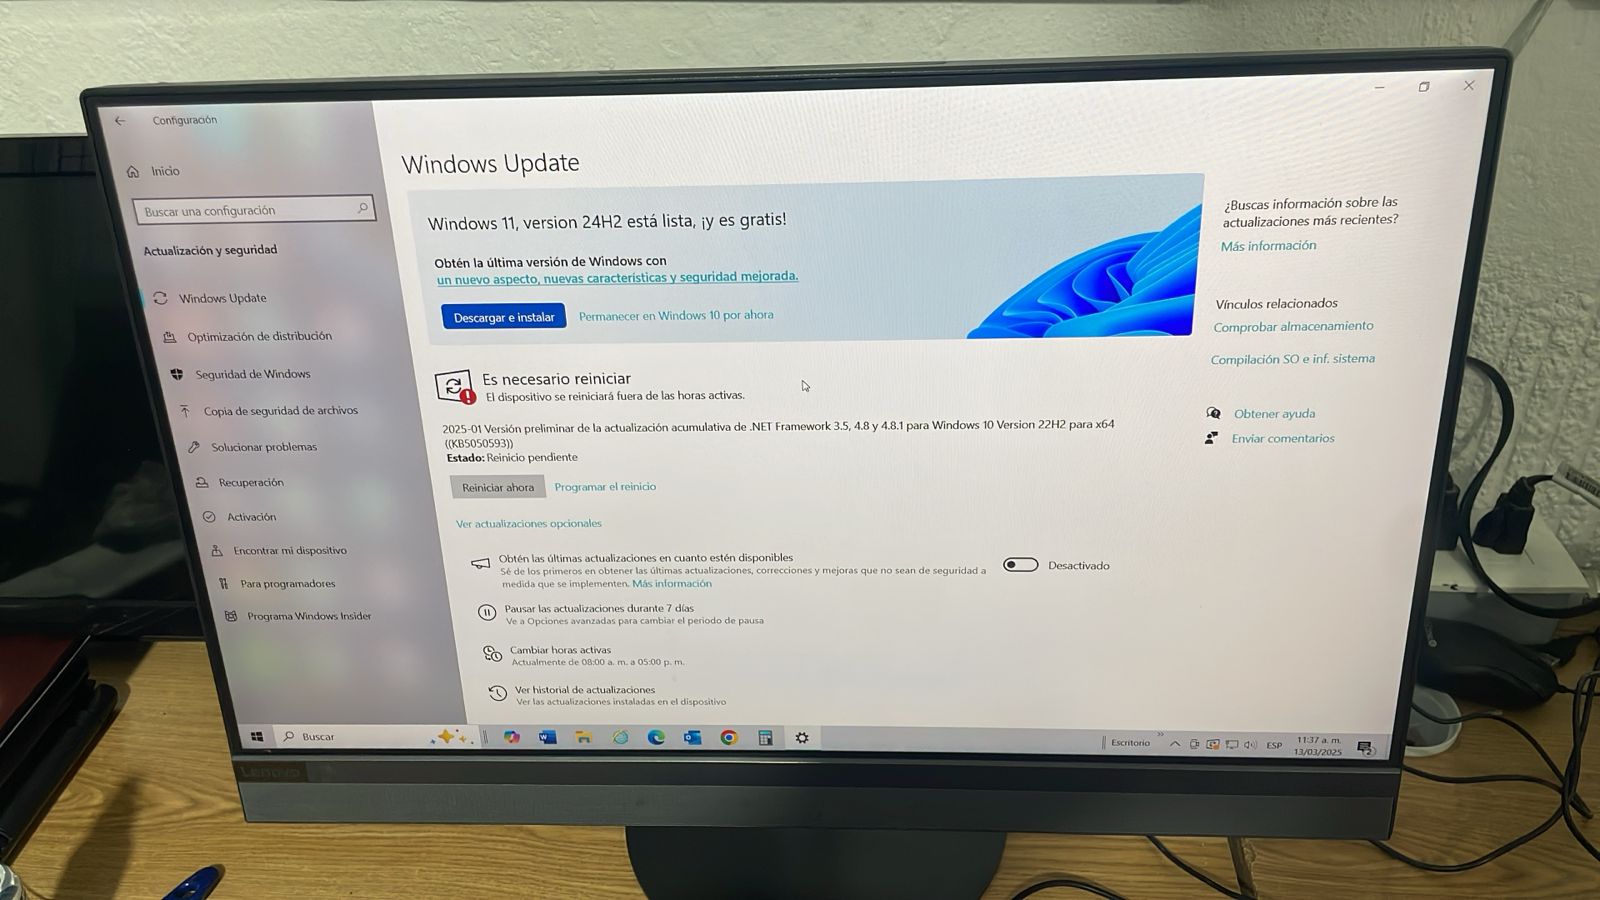 Configuración
Inicio
Buscar una configuración
Actualización y seguridad
Windows Update
Optimización de distribución
Seguridad de Windows
Copia de seguridad de archivos
Solucionar problemas
Recuperación
Activación
Encontrar mi dispositivo
Para programadores
Programa Windows Insider
Windows Update
Windows 11, version 24H2 está lista, ¡y es gratis!
Obtén la última versión de Windows con
un nuevo aspecto, nuevas características y seguridad mejorada.
Descargar e instalar
Permanecer en Windows 10 por ahora
Es necesario reiniciar
El dispositivo se reiniciará fuera de las horas activas.
2025-01 Versión preliminar de la actualización acumulativa de .NET Framework 3.5, 4.8 y 4.8.1 para Windows 10 Version 22H2 para x64
((KB5050593))
Estado: Reinicio pendiente
Reiniciar ahora
Programar el reinicio
Ver actualizaciones opcionales
Obtén las últimas actualizaciones en cuanto estén disponibles
Sé de los primeros en obtener las últimas actualizaciones, correcciones y mejoras que no sean de seguridad a
medida que se implementen. Más información
Desactivado
Pausar las actualizaciones durante 7 días
Ve a Opciones avanzadas para cambiar el periodo de pausa
Cambiar horas activas
Actualmente de 08:00 a. m. a 05:00 p. m.
Ver historial de actualizaciones
Ver las actualizaciones instaladas en el dispositivo
¿Buscas información sobre las
actualizaciones más recientes?
Más información
Vínculos relacionados
Comprobar almacenamiento
Compilación SO e inf. sistema
Obtener ayuda
Enviar comentarios
Buscar
Escritorio
ESP
11:37 a. m.
13/03/2025
2
Lenovo